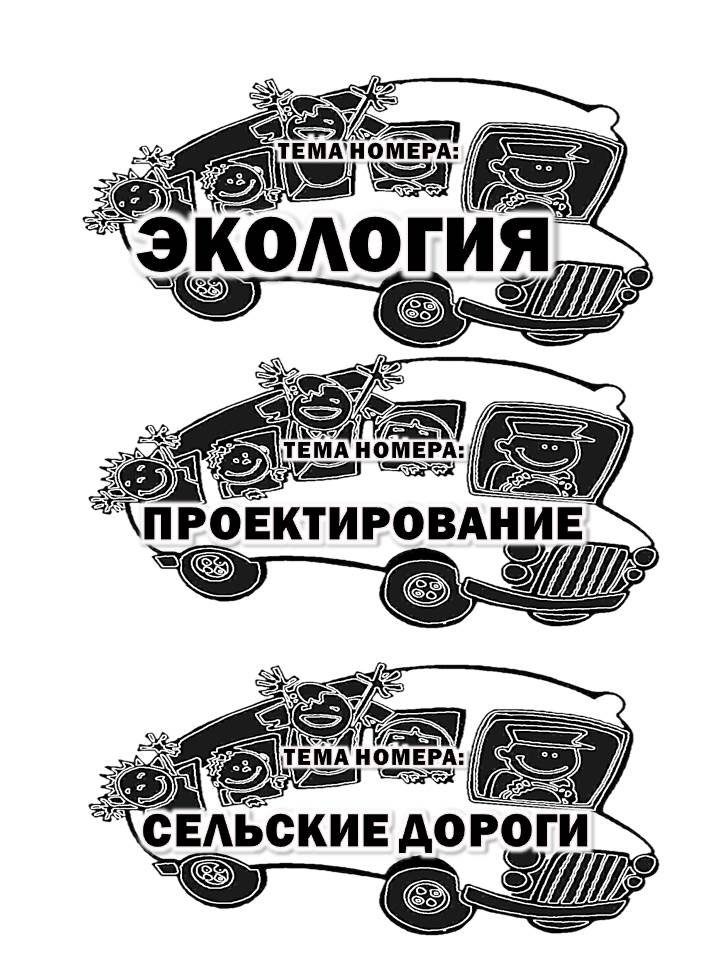 ТЕМА НОМЕРА:
ЭКОЛОГИЯ
ТЕМА НОМЕРА:
ПРОЕКТИРОВАНИЕ
ТЕМА НОМЕРА:
СЕЛЬСКИЕ ДОРОГИ